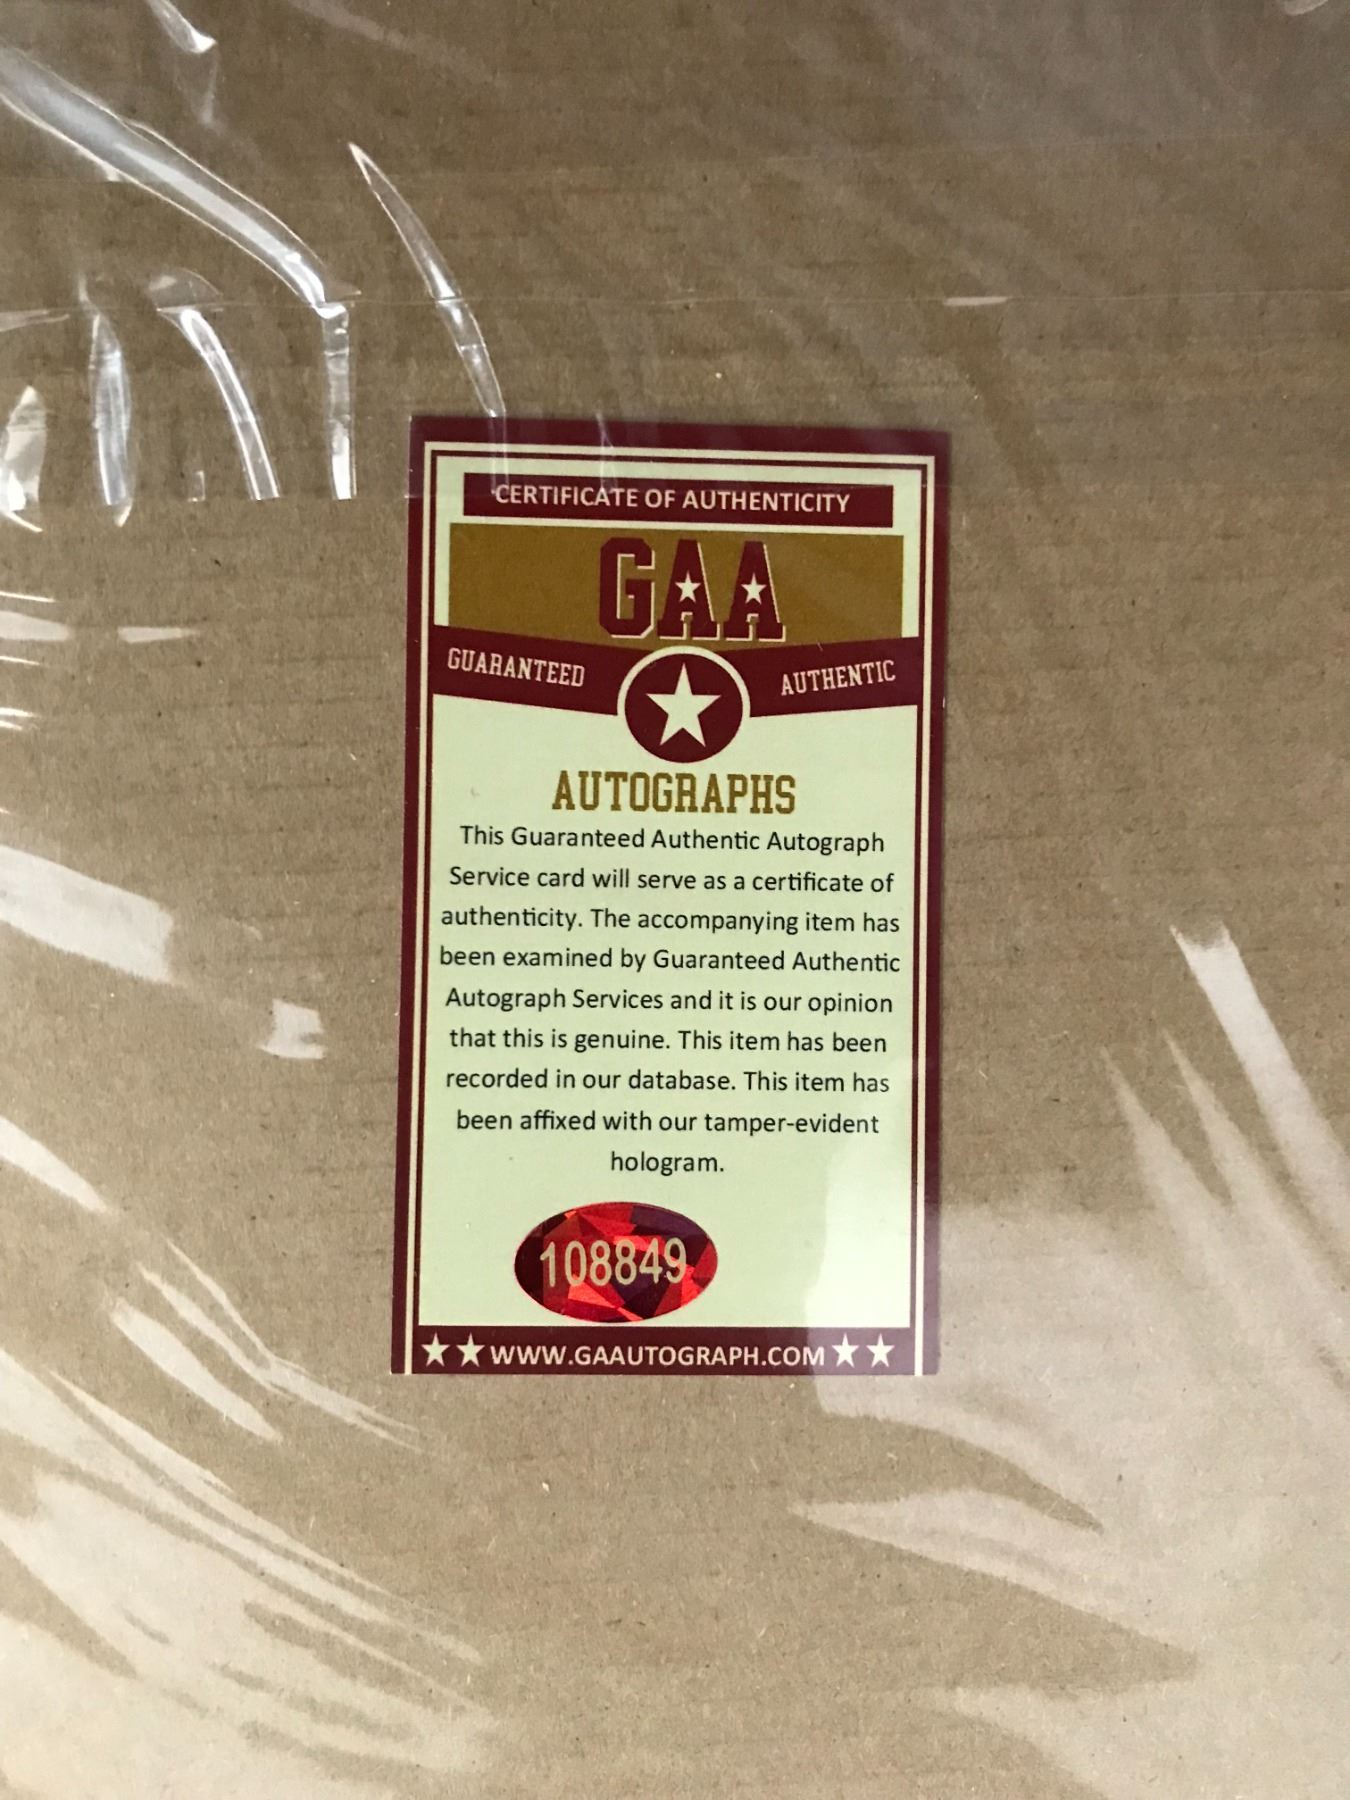 CERTIFICATE OF AUTHENTICITY
GAA
GUARANTEED AUTHENTIC
AUTOGRAPHS
This Guaranteed Authentic Autograph
Service card will serve as a certificate of
authenticity. The accompanying item has
been examined by Guaranteed Authentic
Autograph Services and it is our opinion
that this is genuine. This item has been
recorded in our database. This item has
been affixed with our tamper-evident
hologram.
108849
WWW.GAAUTOGRAPH.COM